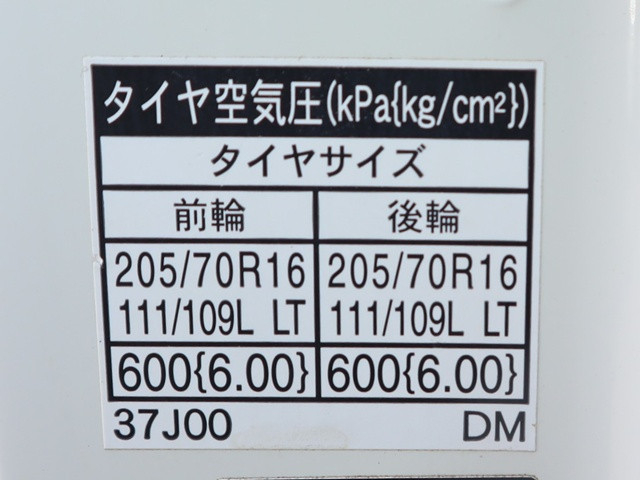 タイヤ空気圧(kPa{kg/cm²})
タイヤサイズ
前輪 後輪
205/70R16 205/70R16
111/109L LT 111/109L LT
600{6.00} 600{6.00}
37J00 DM